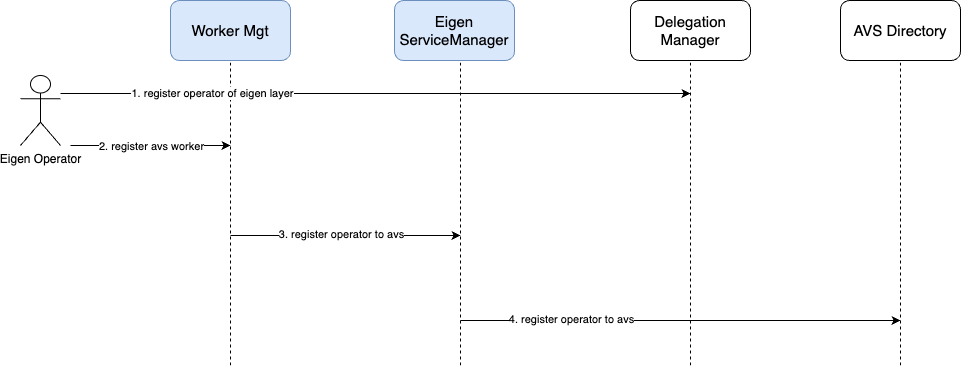 Worker Mgt
Eigen
ServiceManager
Delegation
Manager
AVS Directory
1. register operator of eigen layer
2. register avs worker
Eigen Operator
3. register operator to avs
4. register operator to avs